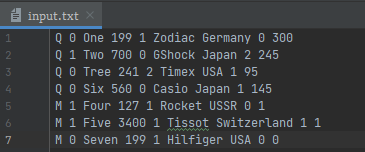 input.txt
1 Q 0 One 199 1 Zodiac Germany 0 300
2 Q 1 Two 700 0 GShock Japan 2 245
3 Q 0 Tree 241 2 Timex USA 1 95
4 Q 0 Six 560 0 Casio Japan 1 145
5 M 1 Four 127 1 Rocket USSR 0 1
6 M 1 Five 3400 1 Tissot Switzerland 1 1
7 M 0 Seven 199 1 Hilfiger USA 0 0